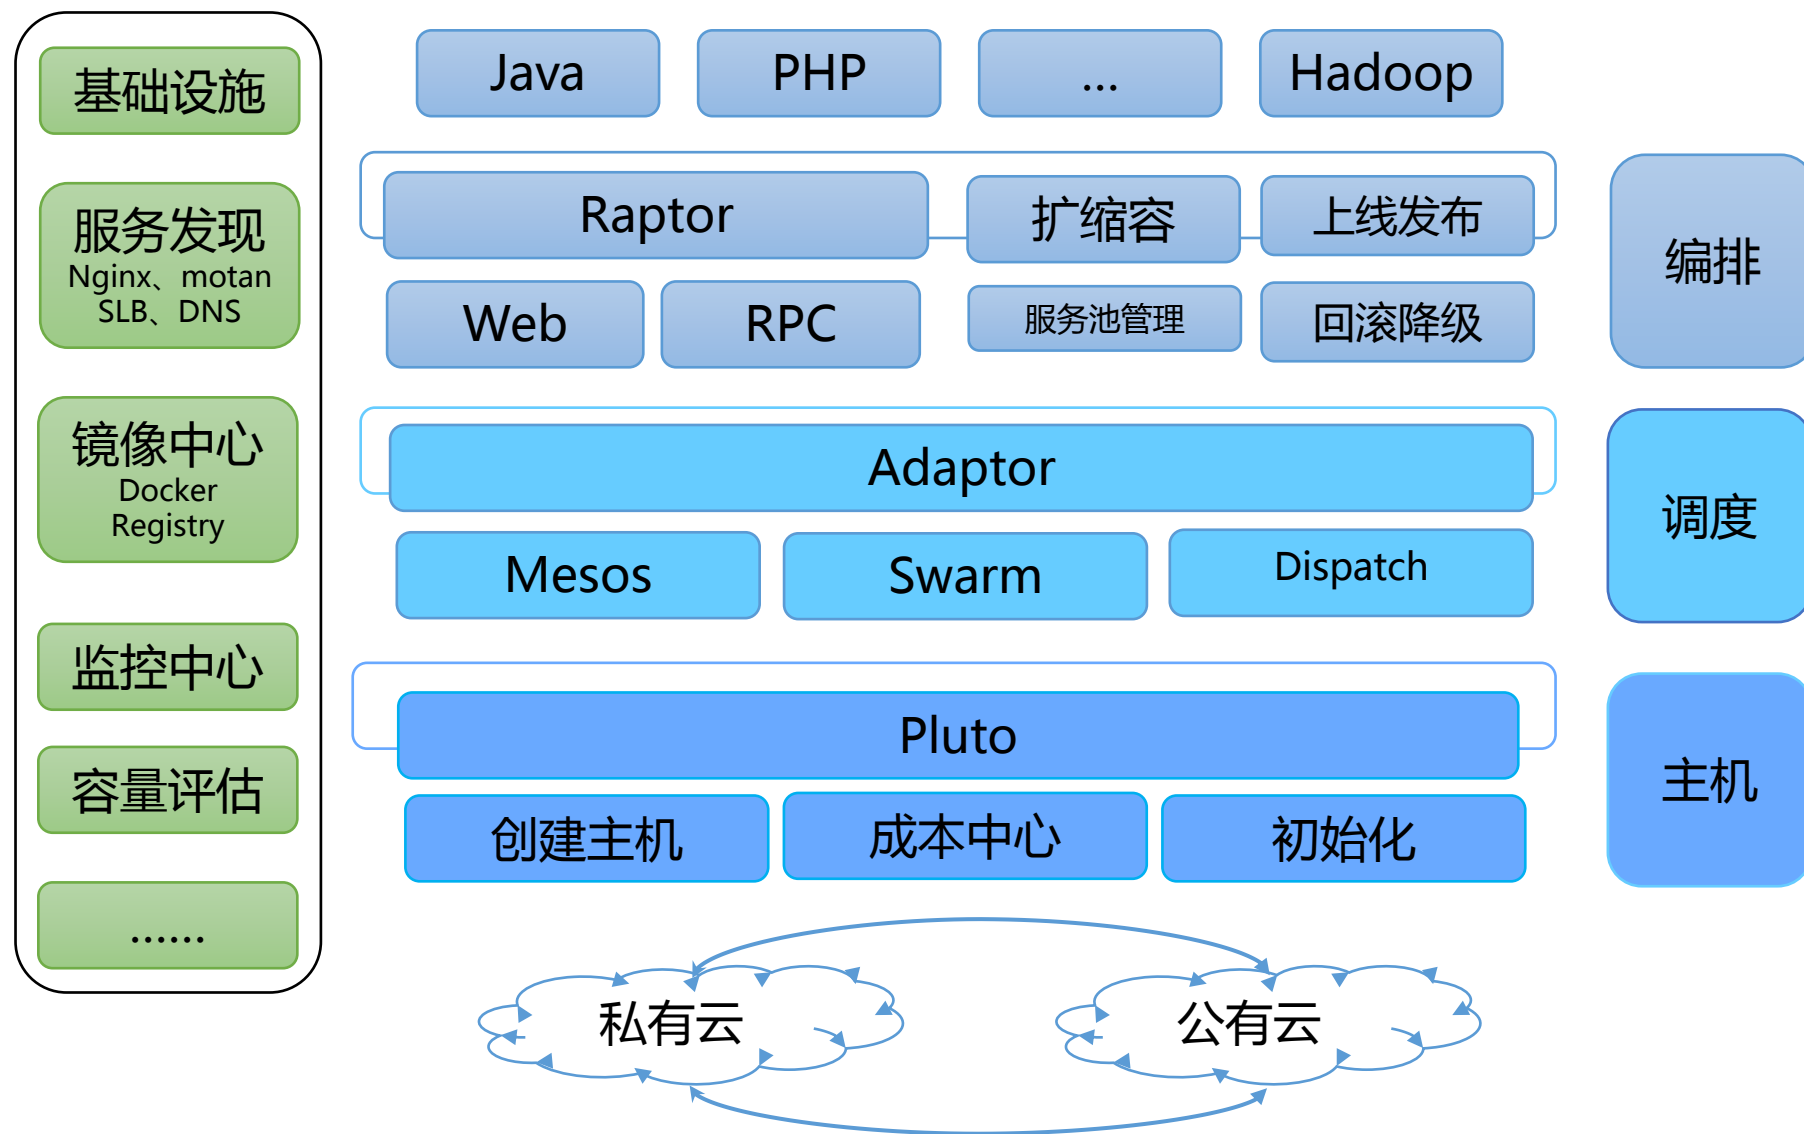 基础设施
服务发现
Nginx、motan
SLB、DNS
镜像中心
Docker
Registry
监控中心
容量评估
……
Java
PHP
...
Hadoop
Raptor
扩缩容
上线发布
Web
RPC
服务池管理
回滚降级
编排
Adaptor
Mesos
Swarm
Dispatch
调度
Pluto
创建主机
成本中心
初始化
主机
私有云
公有云